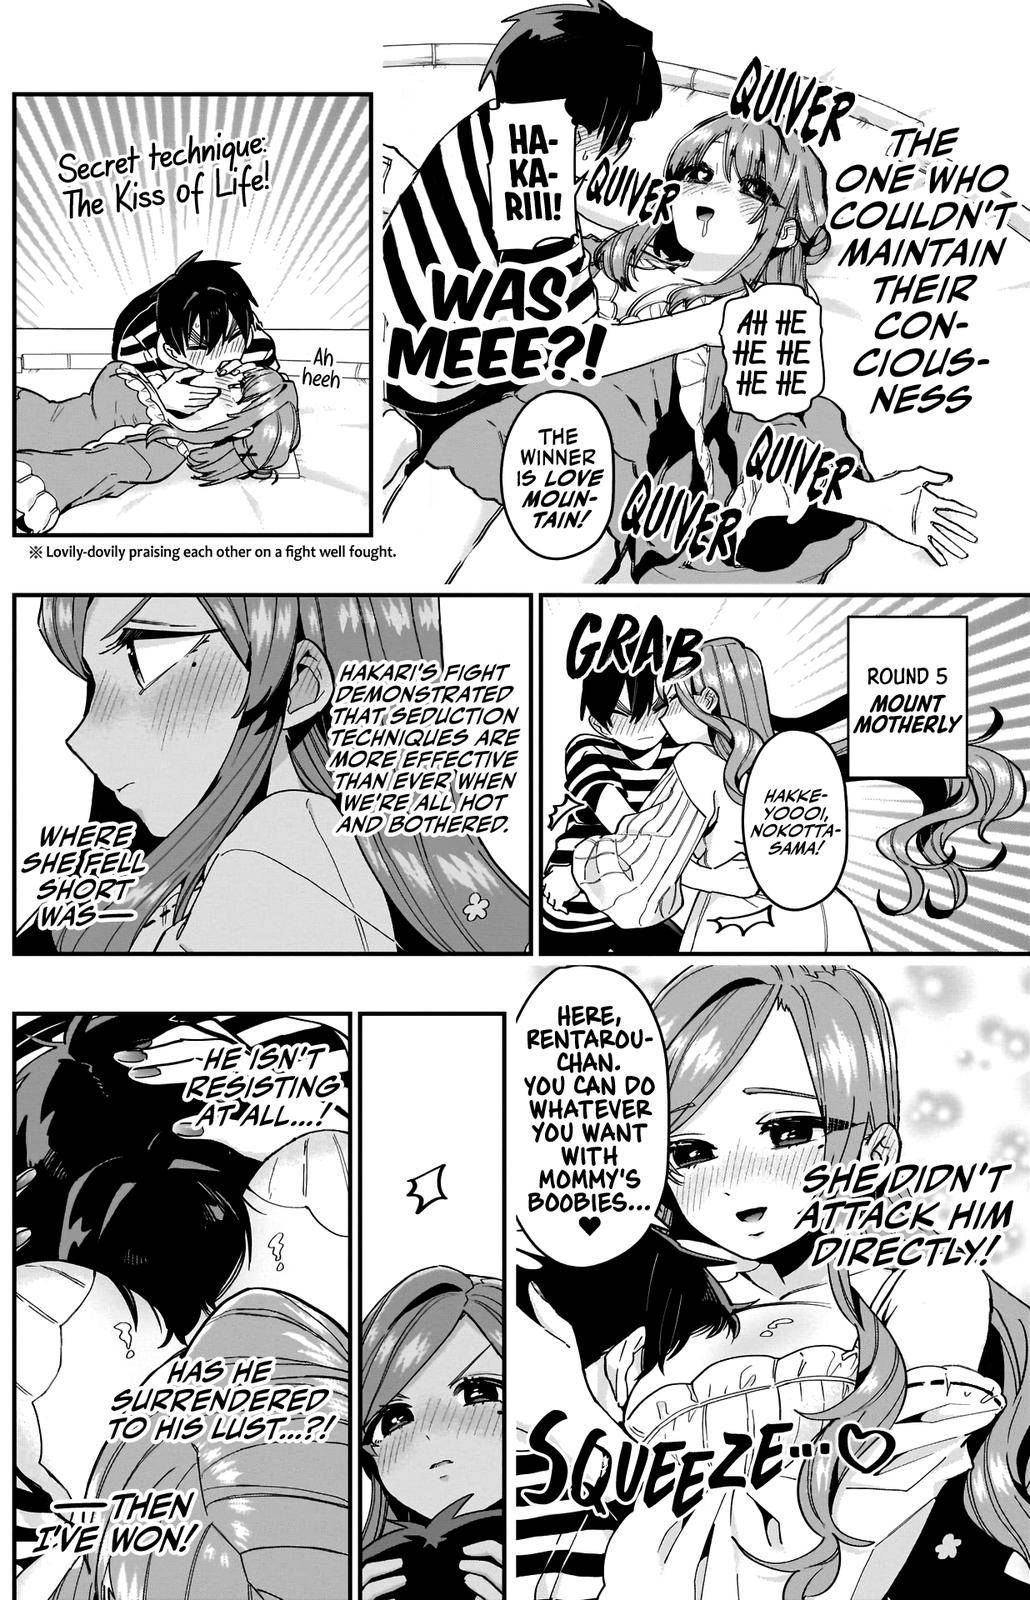 QUIVER
THE
ONE WHO
COULDN'T
MAINTAIN
THEIR
CON-
CIOUS-
NESS
HA-
KA-
RIII!
QUIVER
WAS
MEEE?!
AH HE
HE HE
HE HE
THE
WINNER
IS LOVE
MOUN-
TAIN!
QUIVER
QUIVER
Secret technique:
The Kiss of Life!
Ah
heeh
※ Lovily-dovily praising each other on a fight well fought.
ROUND 5
MOUNT
MOTHERLY
GRAB
HAKKE-
YOOOI,
NOKOTTA-
SAMA!
HAKARI'S FIGHT
DEMONSTRATED
THAT SEDUCTION
TECHNIQUES ARE
MORE EFFECTIVE
THAN EVER WHEN
WE'RE ALL HOT
AND BOTHERED.
WHERE
SHE FELL
SHORT
WAS—
HERE,
RENTAROU-
CHAN.
YOU CAN DO
WHATEVER
YOU WANT
WITH
MOMMY'S
BOOBIES...
♥
SHE DIDN'T
ATTACK HIM
DIRECTLY!
SQUEEZE...♡
HE ISN'T
RESISTING
AT ALL...!
HAS HE
SURRENDERED
TO HIS LUST...?!
—THEN
I'VE WON!